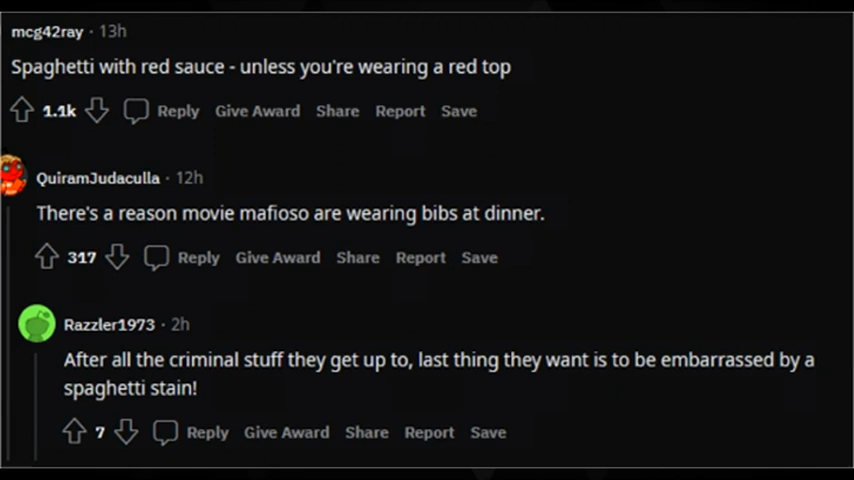 mcg42ray · 13h
Spaghetti with red sauce - unless you're wearing a red top
1.1k Reply Give Award Share Report Save
QuiramJudaculla · 12h
There's a reason movie mafioso are wearing bibs at dinner.
317 Reply Give Award Share Report Save
Razzler1973 · 2h
After all the criminal stuff they get up to, last thing they want is to be embarrassed by a
spaghetti stain!
7 Reply Give Award Share Report Save